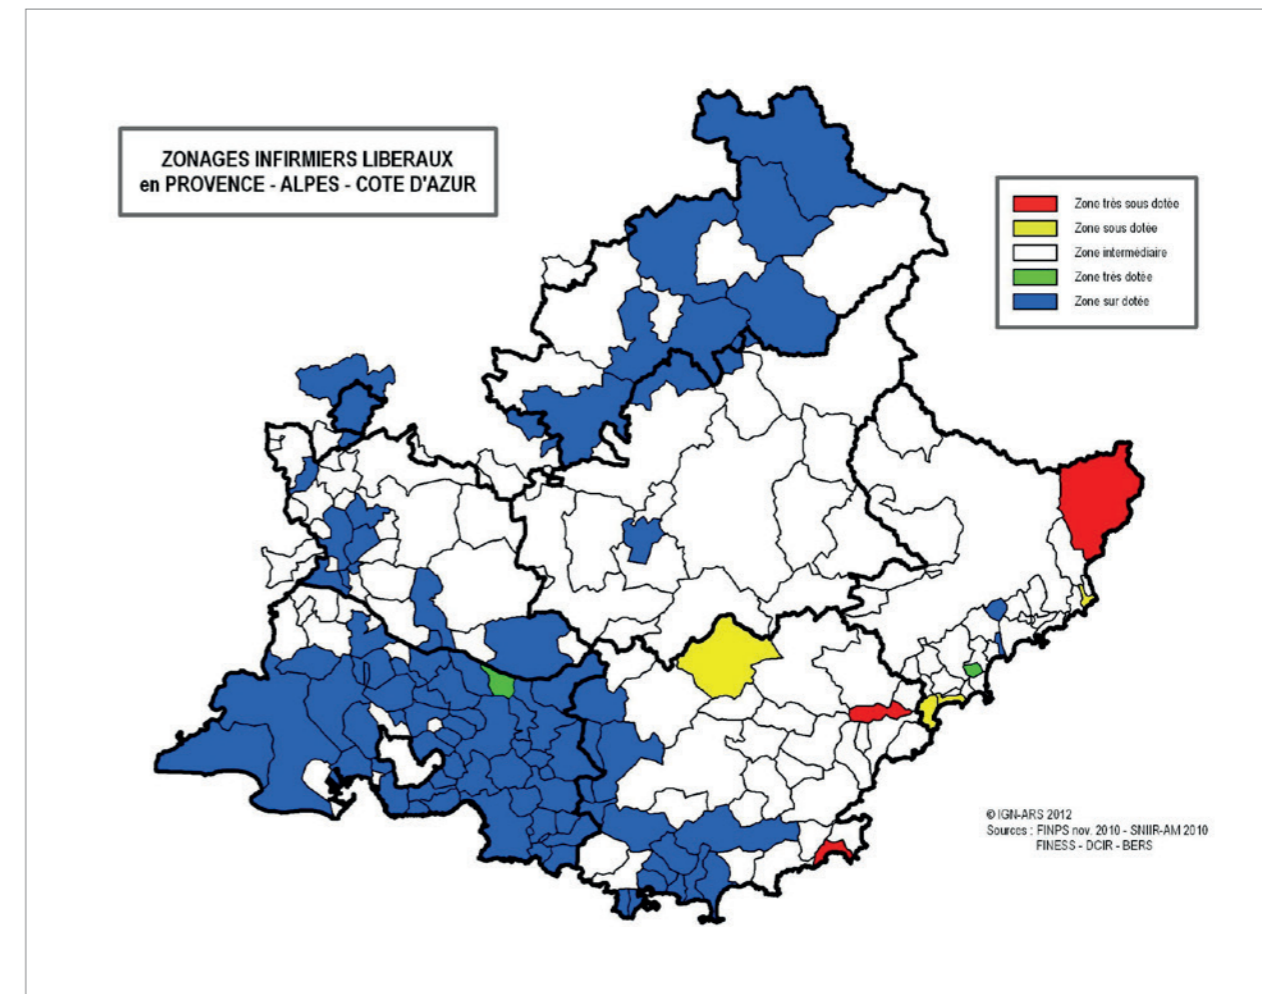 ZONAGES INFIRMIERS LIBERAUX
en PROVENCE - ALPES - COTE D'AZUR
Zone très sous dotée
Zone sous dotée
Zone intermédiaire
Zone très dotée
Zone sur dotée
© IGN-ARS 2012
Sources : FINPS nov. 2010 - SNIIR-AM 2010
FINESS - DCIR - BERS